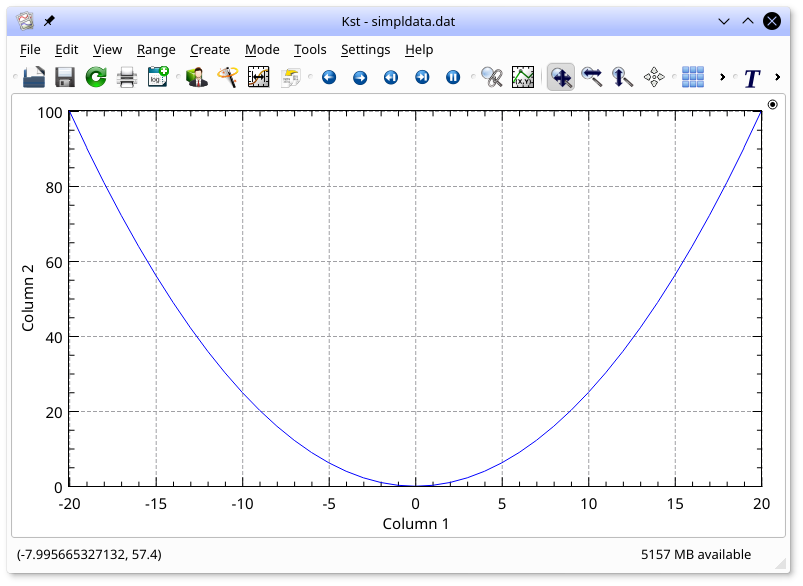 Kst - simpldata.dat
File Edit View Range Create Mode Tools Settings Help
log
(X,Y)
T
100
80
60
40
20
0
Column 2
-20 -15 -10 -5 0 5 10 15 20
Column 1
(-7.995665327132, 57.4) 5157 MB available